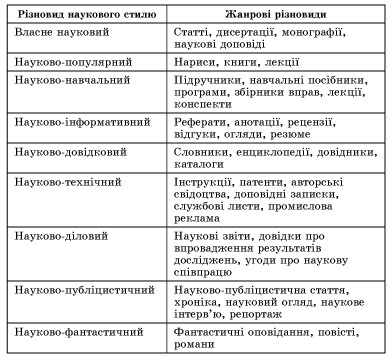 Різновид наукового стилю Жанрові різновиди
Власне науковий Статті, дисертації, монографії,
наукові доповіді
Науково-популярний Нариси, книги, лекції
Науково-навчальний Підручники, навчальні посібники,
програми, збірники вправ, лекції,
конспекти
Науково-інформативний Реферати, анотації, рецензії,
відгуки, огляди, резюме
Науково-довідковий Словники, енциклопедії, довідники,
каталоги
Науково-технічний Інструкції, патенти, авторські
свідоцтва, доповідні записки,
службові листи, промислова
реклама
Науково-діловий Наукові звіти, довідки про
впровадження результатів
досліджень, угоди про наукову
співпрацю
Науково-публіцистичний Науково-публіцистична стаття,
хроніка, науковий огляд, наукове
інтерв’ю, репортаж
Науково-фантастичний Фантастичні оповідання, повісті,
романи